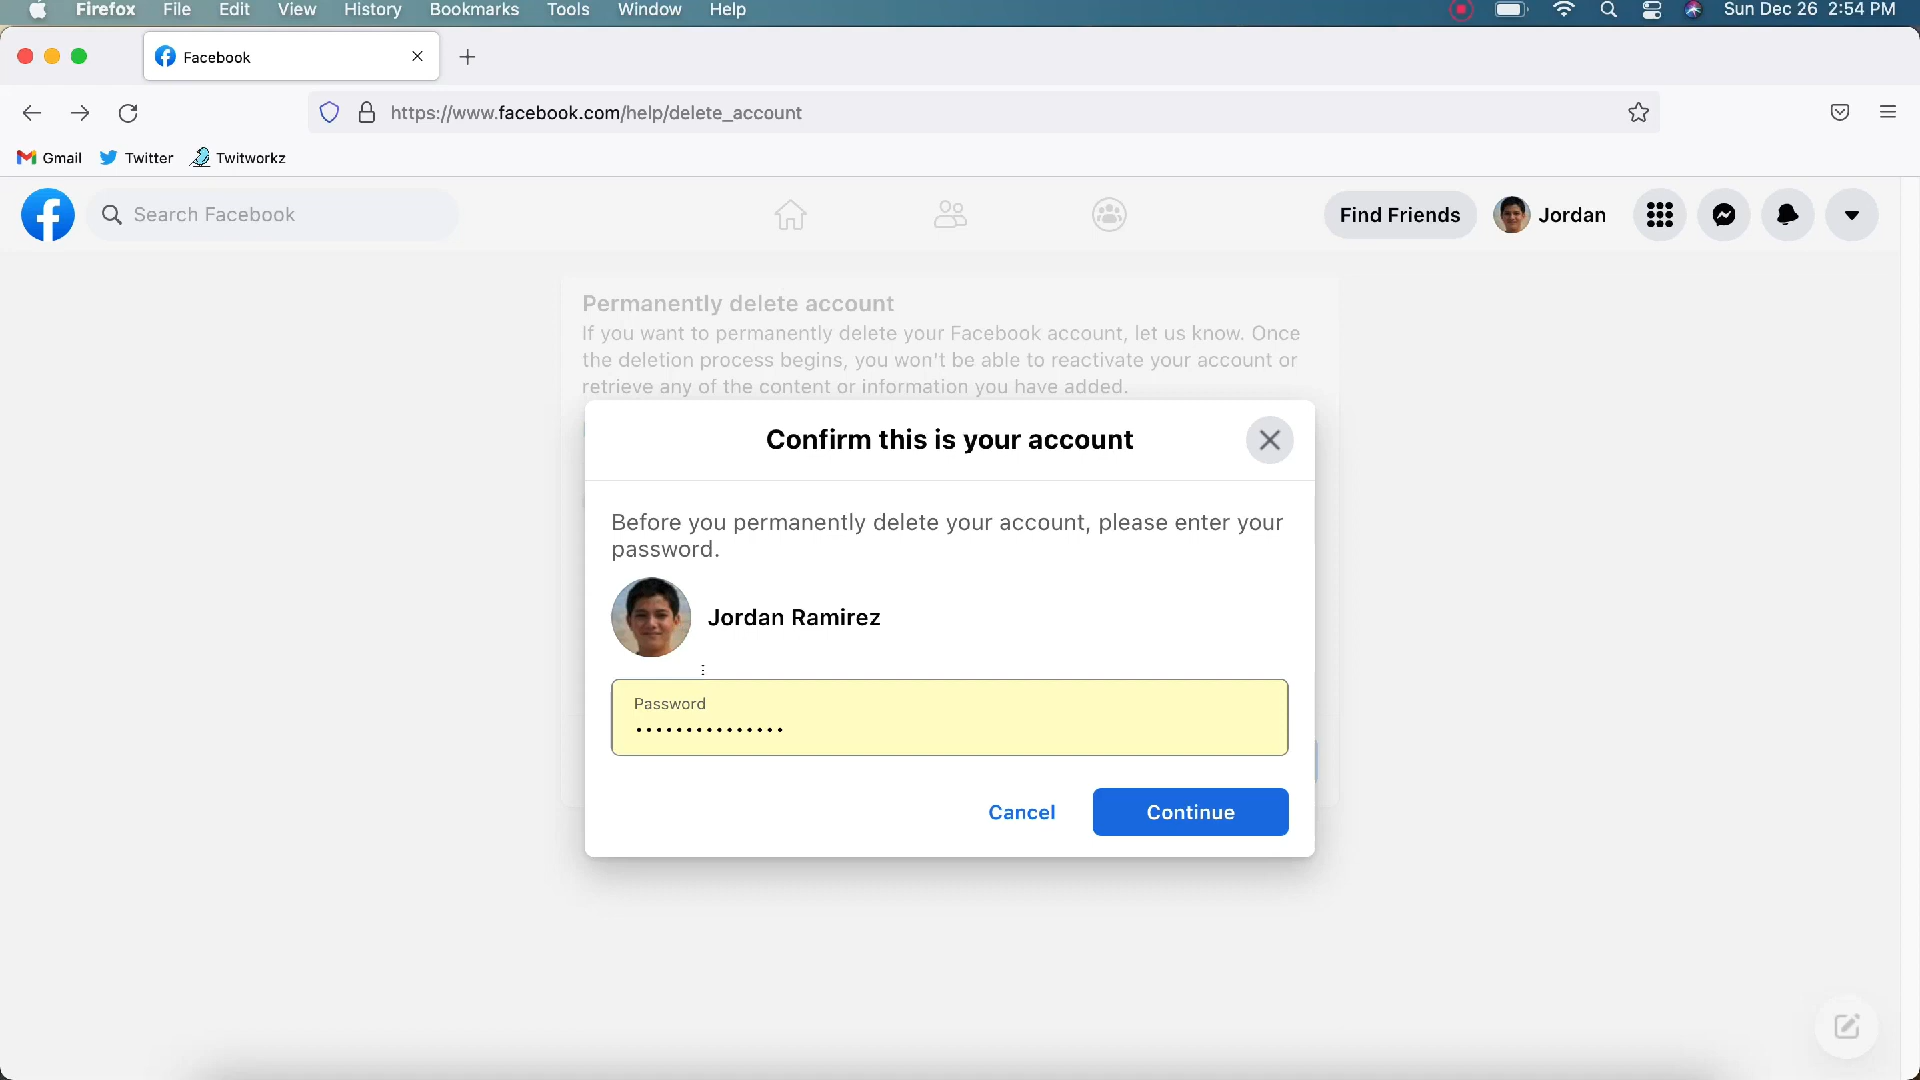 Firefox File Edit View History Bookmarks Tools Window Help Sun Dec 26 2:54 PM
Facebook
https://www.facebook.com/help/delete_account
Gmail Twitter Twitworkz
Search Facebook Find Friends Jordan
Permanently delete account
If you want to permanently delete your Facebook account, let us know. Once
the deletion process begins, you won't be able to reactivate your account or
retrieve any of the content or information you have added.
Confirm this is your account
Before you permanently delete your account, please enter your
password.
Jordan Ramirez
Password
•••••••••••••••
Cancel Continue